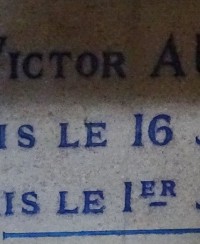 VICTOR A
IS LE 16
IS LE 1ER